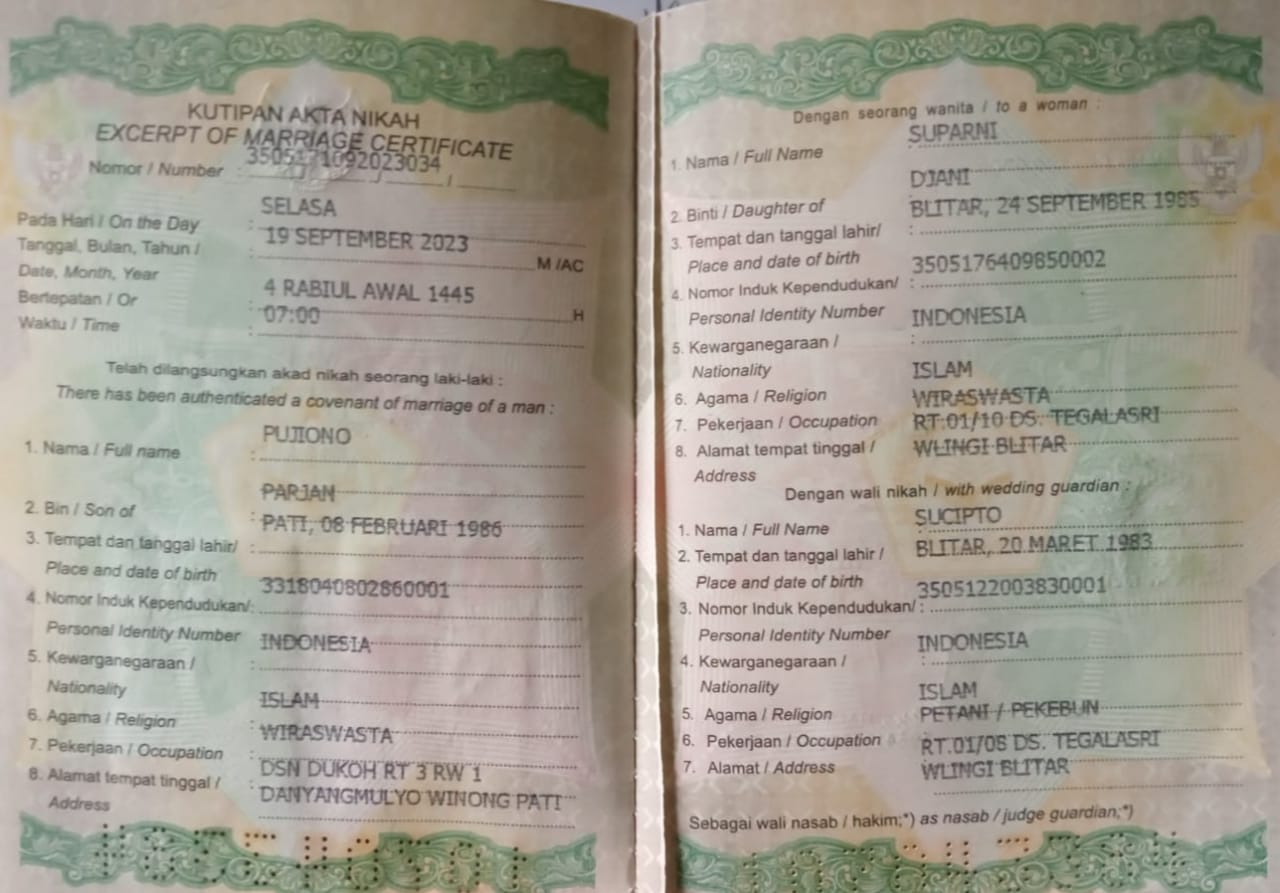 KUTIPAN AKTA NIKAH
EXCERPT OF MARRIAGE CERTIFICATE
Nomor / Number : 3505171092023034
Pada Hari / On the Day : SELASA
Tanggal, Bulan, Tahun / : 19 SEPTEMBER 2023 M /AC
Date, Month, Year
Bertepatan / Or : 4 RABIUL AWAL 1445 H
Waktu / Time : 07:00
Telah dilangsungkan akad nikah seorang laki-laki :
There has been authenticated a covenant of marriage of a man :
1. Nama / Full name : PUJIONO
2. Bin / Son of : PARJAN
3. Tempat dan tanggal lahir/ : PATI, 08 FEBRUARI 1986
Place and date of birth
4. Nomor Induk Kependudukan/: 3318040802860001
Personal Identity Number
5. Kewarganegaraan / : INDONESIA
Nationality
6. Agama / Religion : ISLAM
7. Pekerjaan / Occupation : WIRASWASTA
8. Alamat tempat tinggal / : DSN DUKOH RT 3 RW 1
Address DANYANGMULYO WINONG PATI
Dengan seorang wanita / to a woman :
1. Nama / Full Name : SUPARNI
2. Binti / Daughter of : DJANI
3. Tempat dan tanggal lahir/ : BLITAR, 24 SEPTEMBER 1985
Place and date of birth
4. Nomor Induk Kependudukan/ : 3505176409850002
Personal Identity Number
5. Kewarganegaraan / : INDONESIA
Nationality
6. Agama / Religion ISLAM
7. Pekerjaan / Occupation WIRASWASTA
8. Alamat tempat tinggal / RT.01/10 DS. TEGALASRI
Address WLINGI BLITAR
Dengan wali nikah / with wedding guardian :
1. Nama / Full Name SUCIPTO
2. Tempat dan tanggal lahir / BLITAR, 20 MARET 1983
Place and date of birth
3. Nomor Induk Kependudukan/ : 3505122003830001
Personal Identity Number
4. Kewarganegaraan / : INDONESIA
Nationality
5. Agama / Religion ISLAM
6. Pekerjaan / Occupation PETANI / PEKEBUN
7. Alamat / Address RT.01/08 DS. TEGALASRI
WLINGI BLITAR
Sebagai wali nasab / hakim;*) as nasab / judge guardian;*)